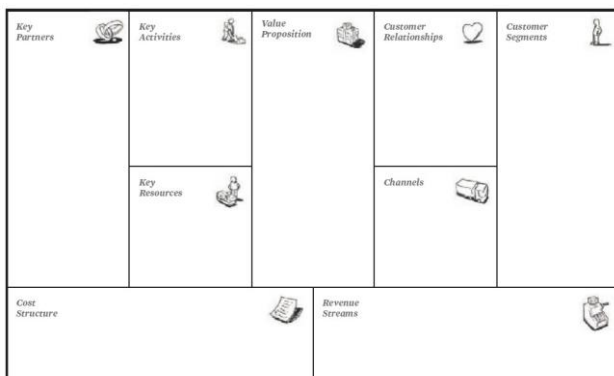 Key
Partners
Key
Activities
Value
Proposition
Customer
Relationships
Customer
Segments
Key
Resources
Channels
Cost
Structure
Revenue
Streams